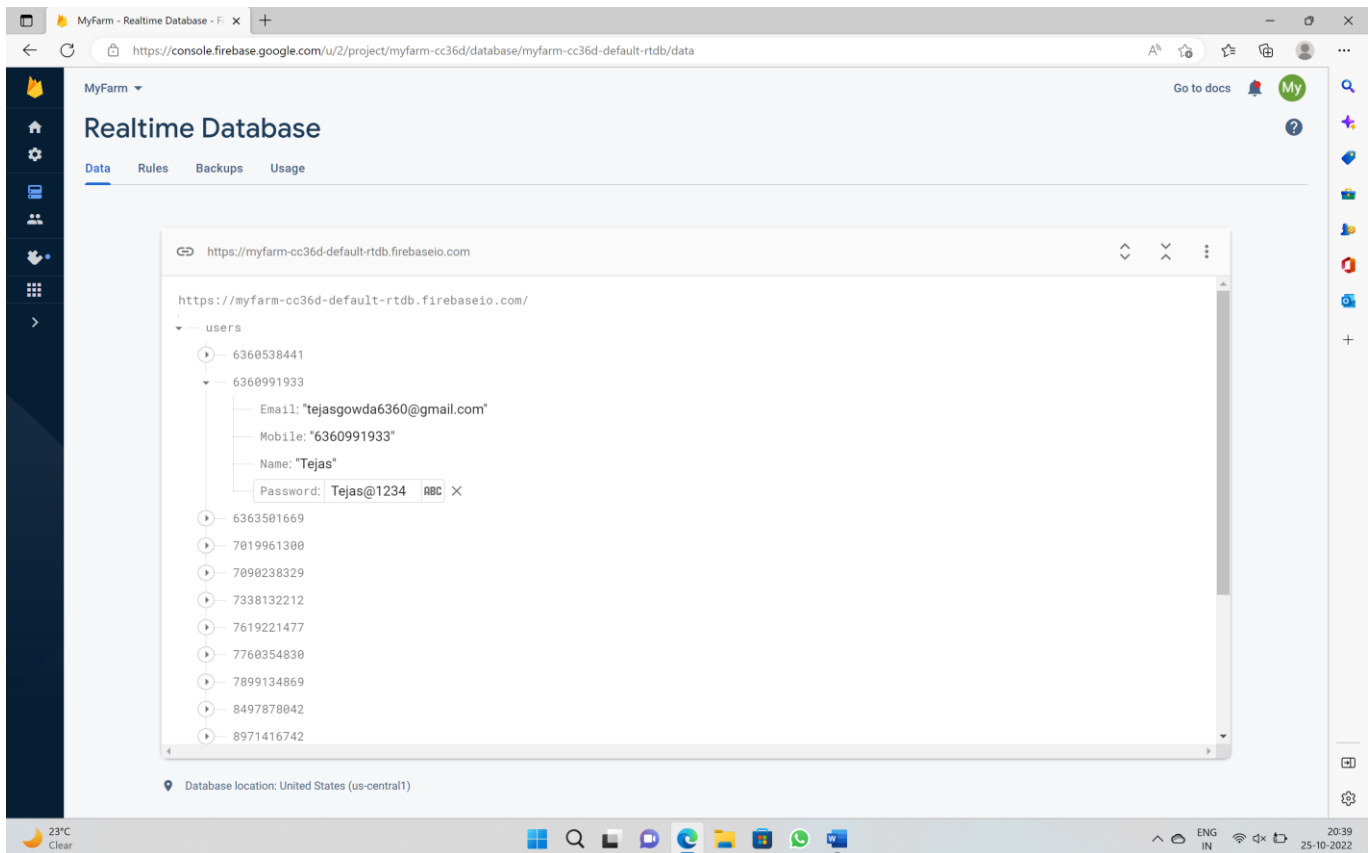 MyFarm - Realtime Database - Fi
https://console.firebase.google.com/u/2/project/myfarm-cc36d/database/myfarm-cc36d-default-rtdb/data
MyFarm
Go to docs
My
Realtime Database
Data Rules Backups Usage
https://myfarm-cc36d-default-rtdb.firebaseio.com
https://myfarm-cc36d-default-rtdb.firebaseio.com/
users
6360538441
6360991933
Email: "tejasgowda6360@gmail.com"
Mobile: "6360991933"
Name: "Tejas"
Password: Tejas@1234 ABC
6363501669
7019961300
7090238329
7338132212
7619221477
7760354830
7899134869
8497878042
8971416742
Database location: United States (us-central1)
23°C
Clear
ENG
IN
20:39
25-10-2022